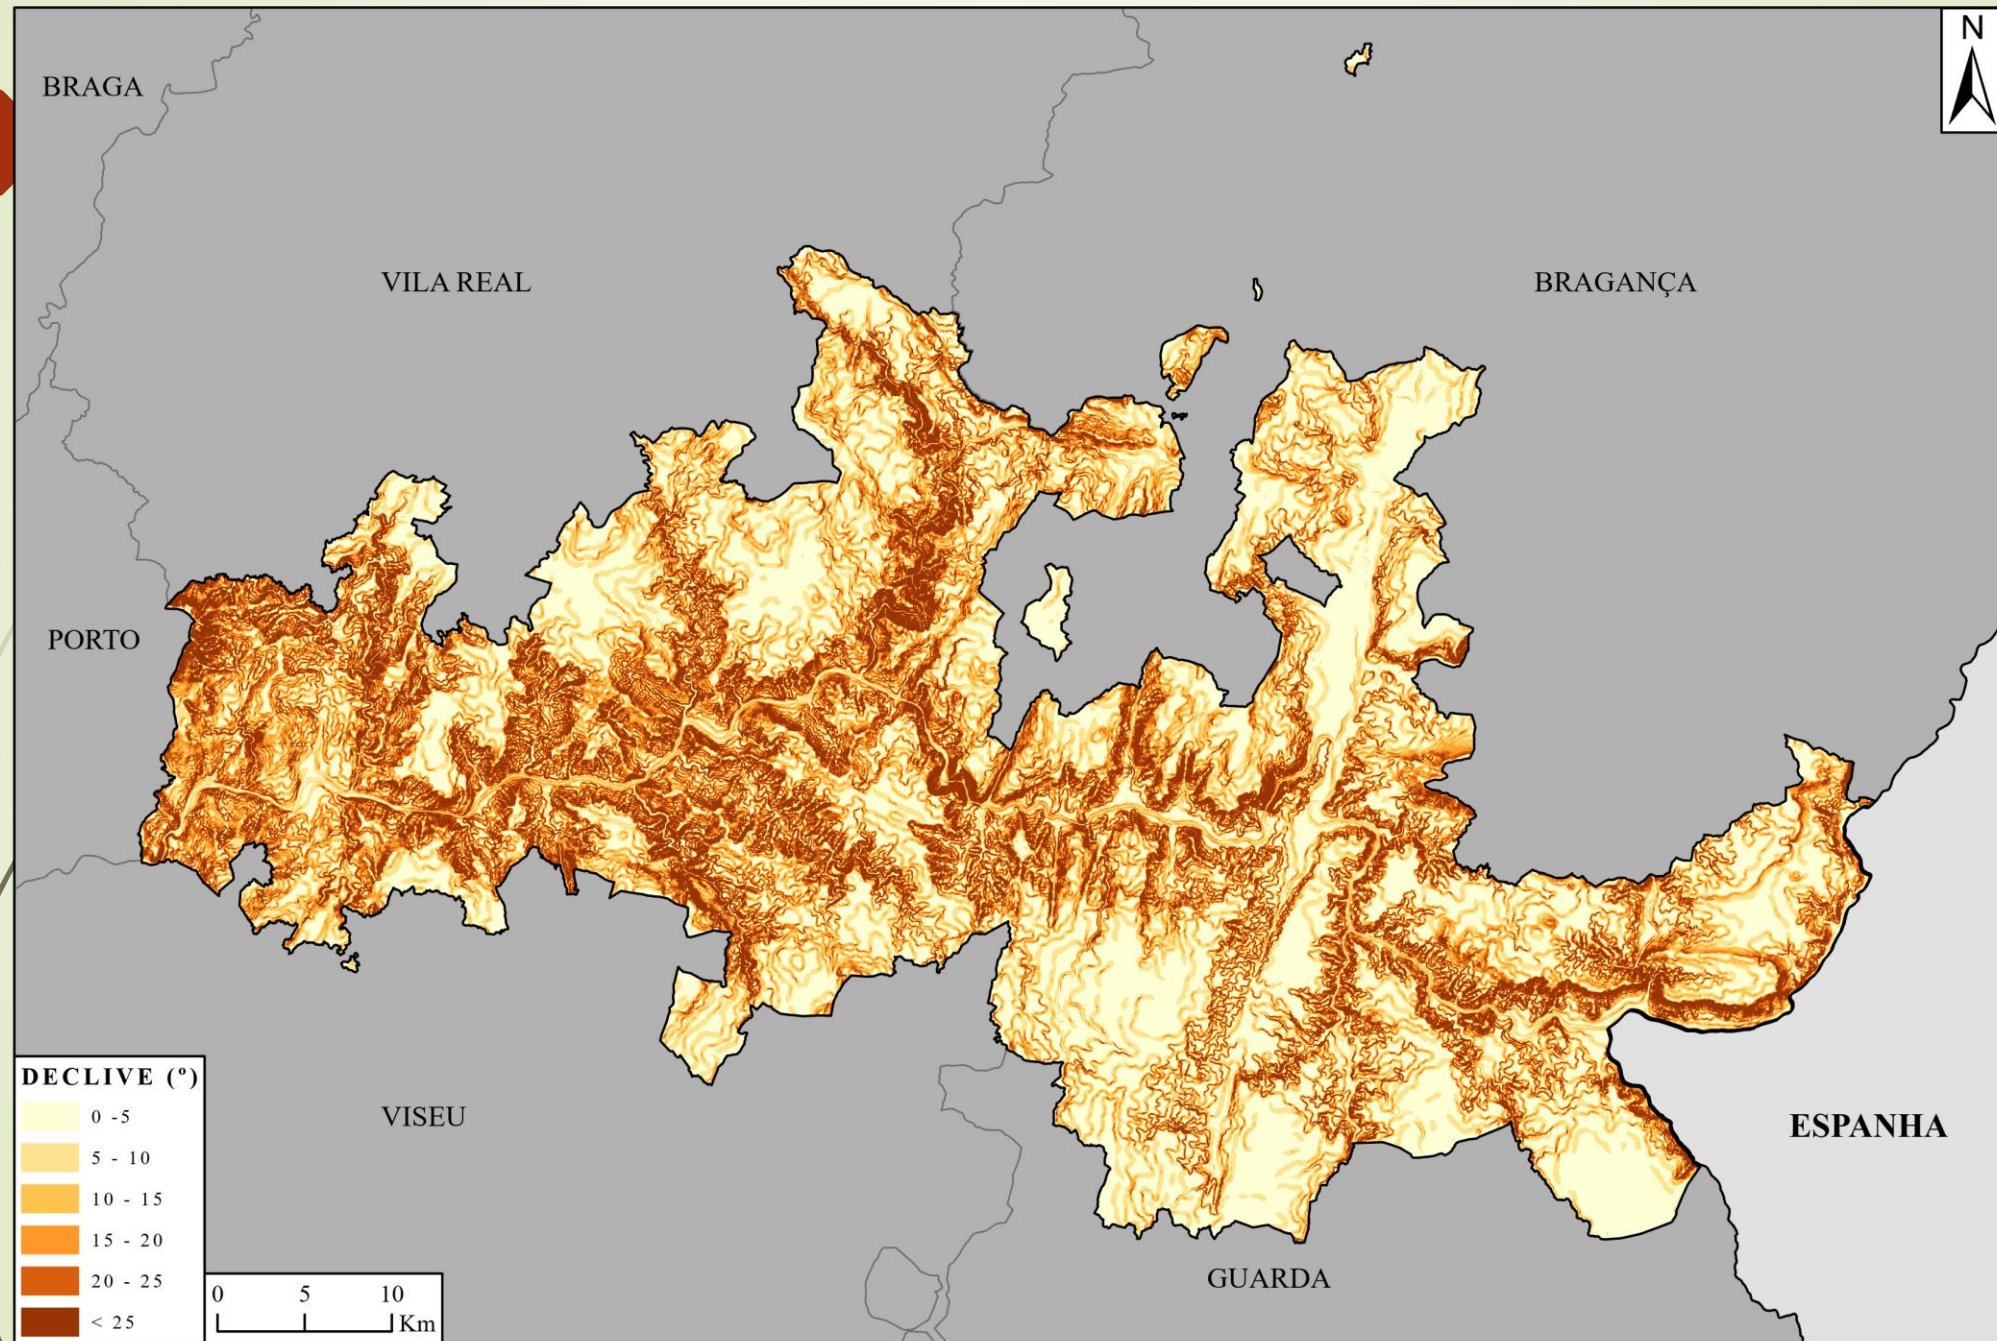 N
BRAGA
VILA REAL
BRAGANÇA
PORTO
DECLIVE (º)
0 -5
5 - 10
10 - 15
15 - 20
20 - 25
< 25
VISEU
ESPANHA
GUARDA
0 5 10
Km